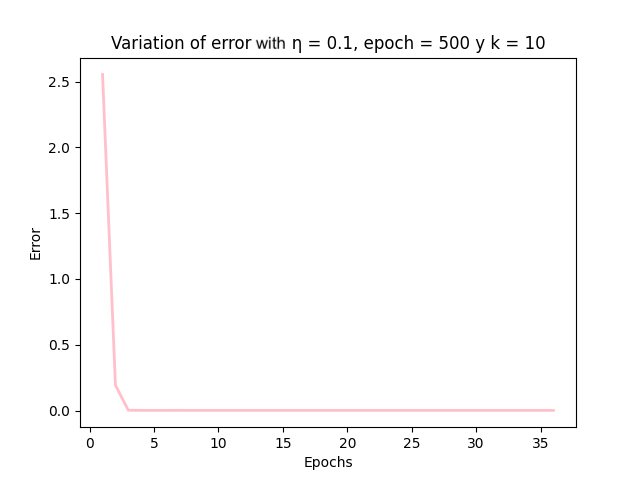 Variation of error with η = 0.1, epoch = 500 y k = 10
2.5
2.0
1.5
1.0
0.5
0.0
Error
0 5 10 15 20 25 30 35
Epochs